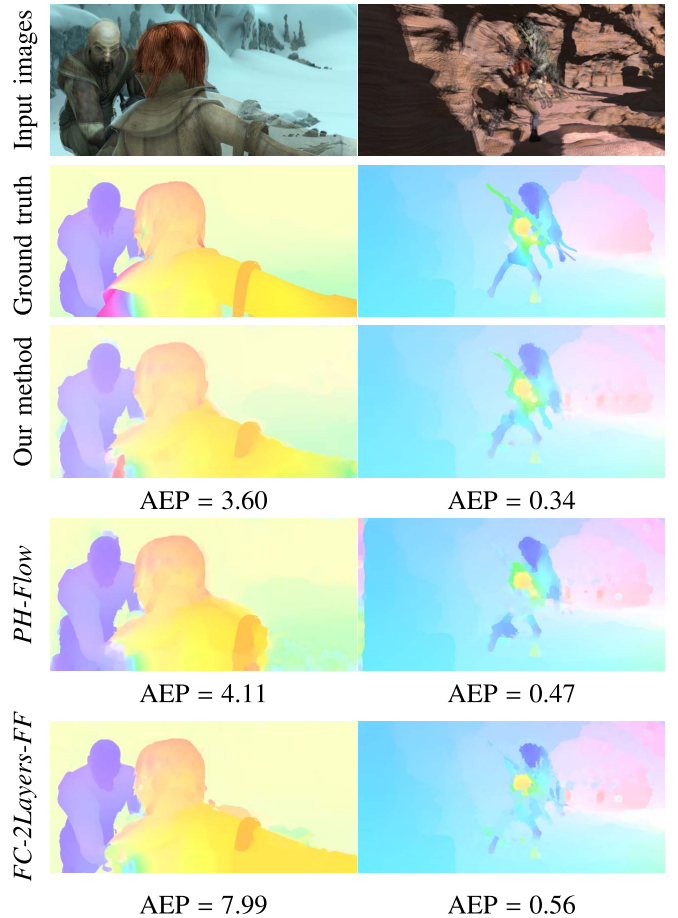 Input images
Ground truth
Our method
AEP = 3.60 AEP = 0.34
PH-Flow
AEP = 4.11 AEP = 0.47
FC-2Layers-FF
AEP = 7.99 AEP = 0.56